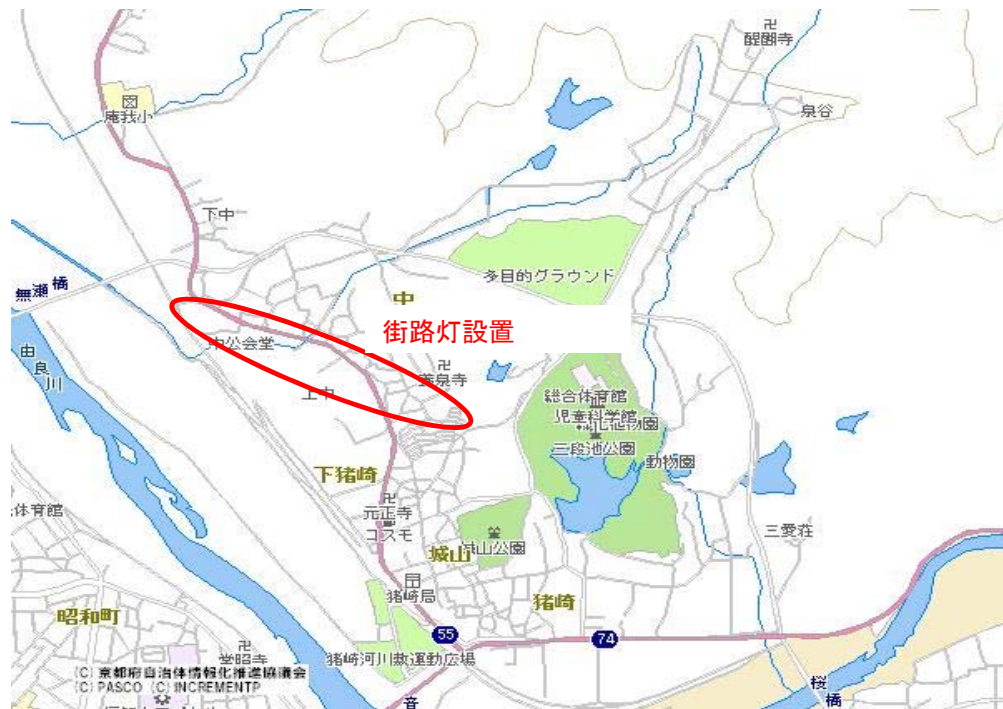 卍
醍醐寺
泉谷
庵我小
下中
多目的グラウンド
無瀬橋
中
街路灯設置
中公会堂
由良川
卍
養泉寺
上中
総合体育館
児童科学館
三段池公園
動物園
下猪崎
卍
元正寺
体育館
コスモ
三愛荘
城山公園
城山
猪崎局
猪崎
昭和町
55
74
卍
常照寺
猪崎河川敷運動広場
桜橋
音
(C) 京都府自治体情報化推進協議会
(C) PASCO (C) INCREMENTP